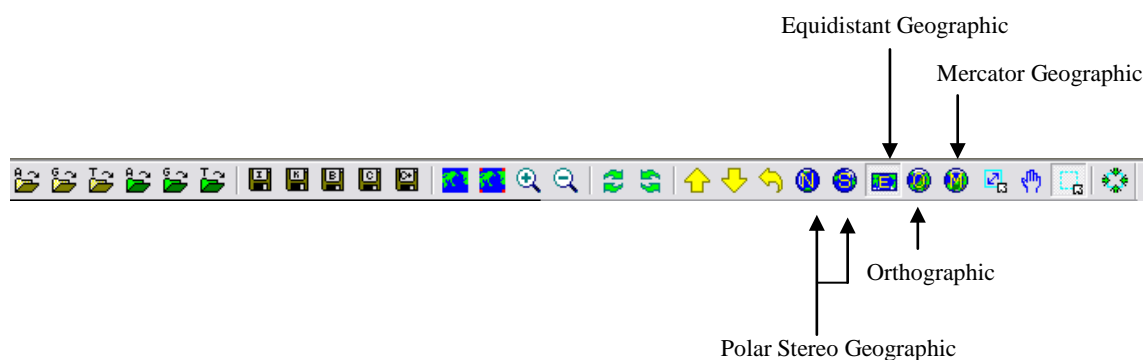 Equidistant Geographic
Mercator Geographic
A G T A G T I K B C C+ N S E O M
Orthographic
Polar Stereo Geographic